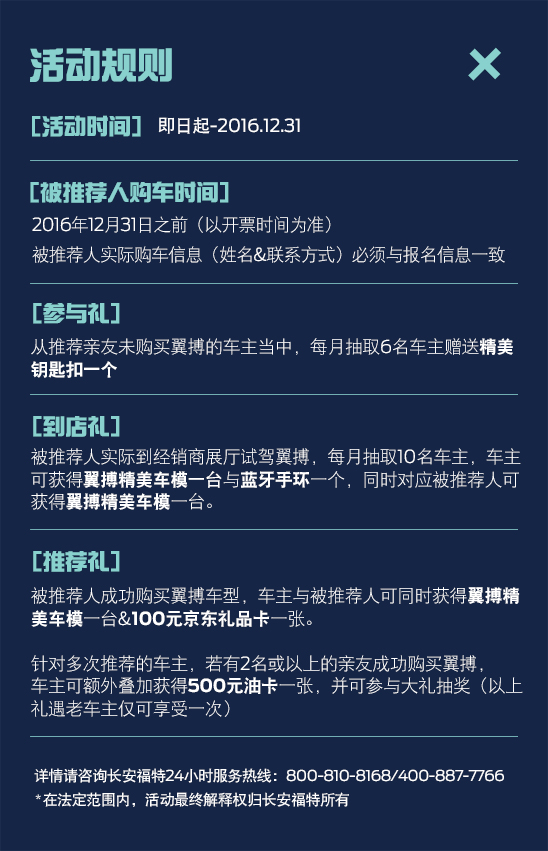 活动规则
[活动时间] 即日起-2016.12.31
[被推荐人购车时间]
2016年12月31日之前（以开票时间为准）
被推荐人实际购车信息（姓名&联系方式）必须与报名信息一致
[参与礼]
从推荐亲友未购买翼搏的车主当中，每月抽取6名车主赠送精美
钥匙扣一个
[到店礼]
被推荐人实际到经销商展厅试驾翼搏，每月抽取10名车主，车主
可获得翼搏精美车模一台与蓝牙手环一个，同时对应被推荐人可
获得翼搏精美车模一台。
[推荐礼]
被推荐人成功购买翼搏车型，车主与被推荐人可同时获得翼搏精
美车模一台&100元京东礼品卡一张。
针对多次推荐的车主，若有2名或以上的亲友成功购买翼搏，
车主可额外叠加获得500元油卡一张，并可参与大礼抽奖（以上
礼遇老车主仅可享受一次）
详情请咨询长安福特24小时服务热线：800-810-8168/400-887-7766
*在法定范围内，活动最终解释权归长安福特所有